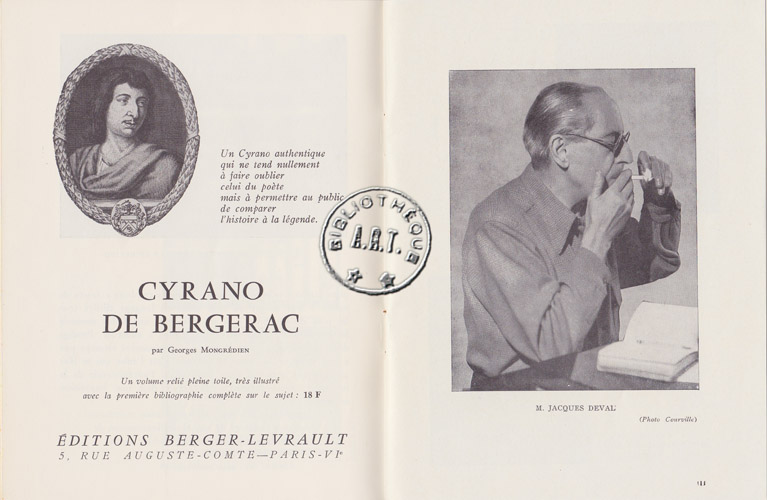 Un Cyrano authentique
qui ne tend nullement
à faire oublier
celui du poète
mais à permettre au public
de comparer
l'histoire à la légende.
CYRANO
DE BERGERAC
par Georges MONGRÉDIEN
Un volume relié pleine toile, très illustré
avec la première bibliographie complète sur le sujet : 18 F
ÉDITIONS BERGER-LEVRAULT
5, RUE AUGUSTE-COMTE—PARIS-VIe
BIBLIOTHÈQUE
A.R.T.
M. JACQUES DEVAL
(Photo Courville)